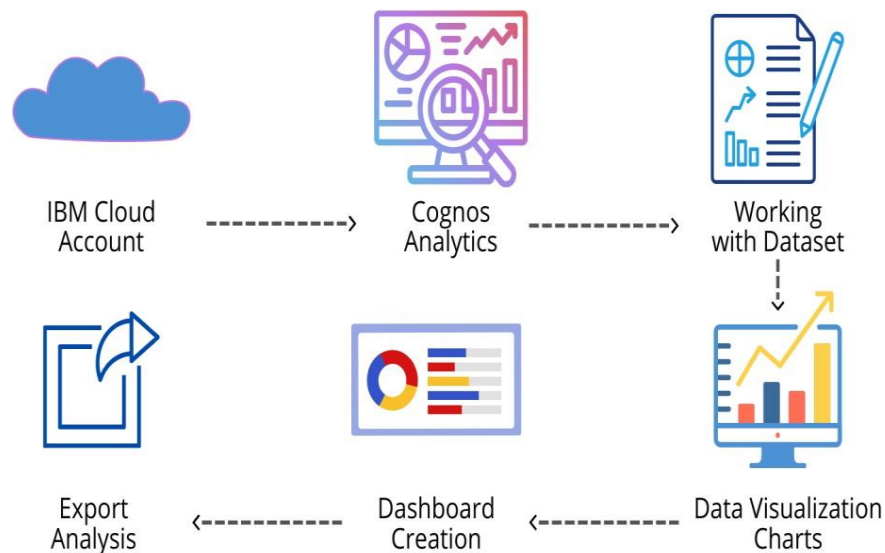 IBM Cloud
Account
Cognos
Analytics
Working
with Dataset
Export
Analysis
Dashboard
Creation
Data Visualization
Charts